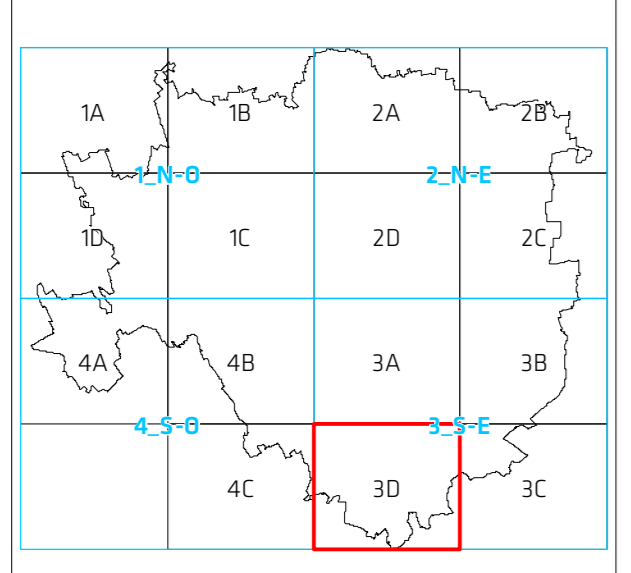 1A 1B 2A 2B
1_N-O 2_N-E
1D 1C 2D 2C
4A 4B 3A 3B
4_S-O 3_S-E
4C 3D 3C